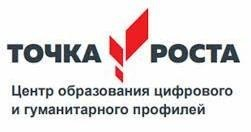 ТОЧКА РОСТА
Центр образования цифрового
и гуманитарного профилей